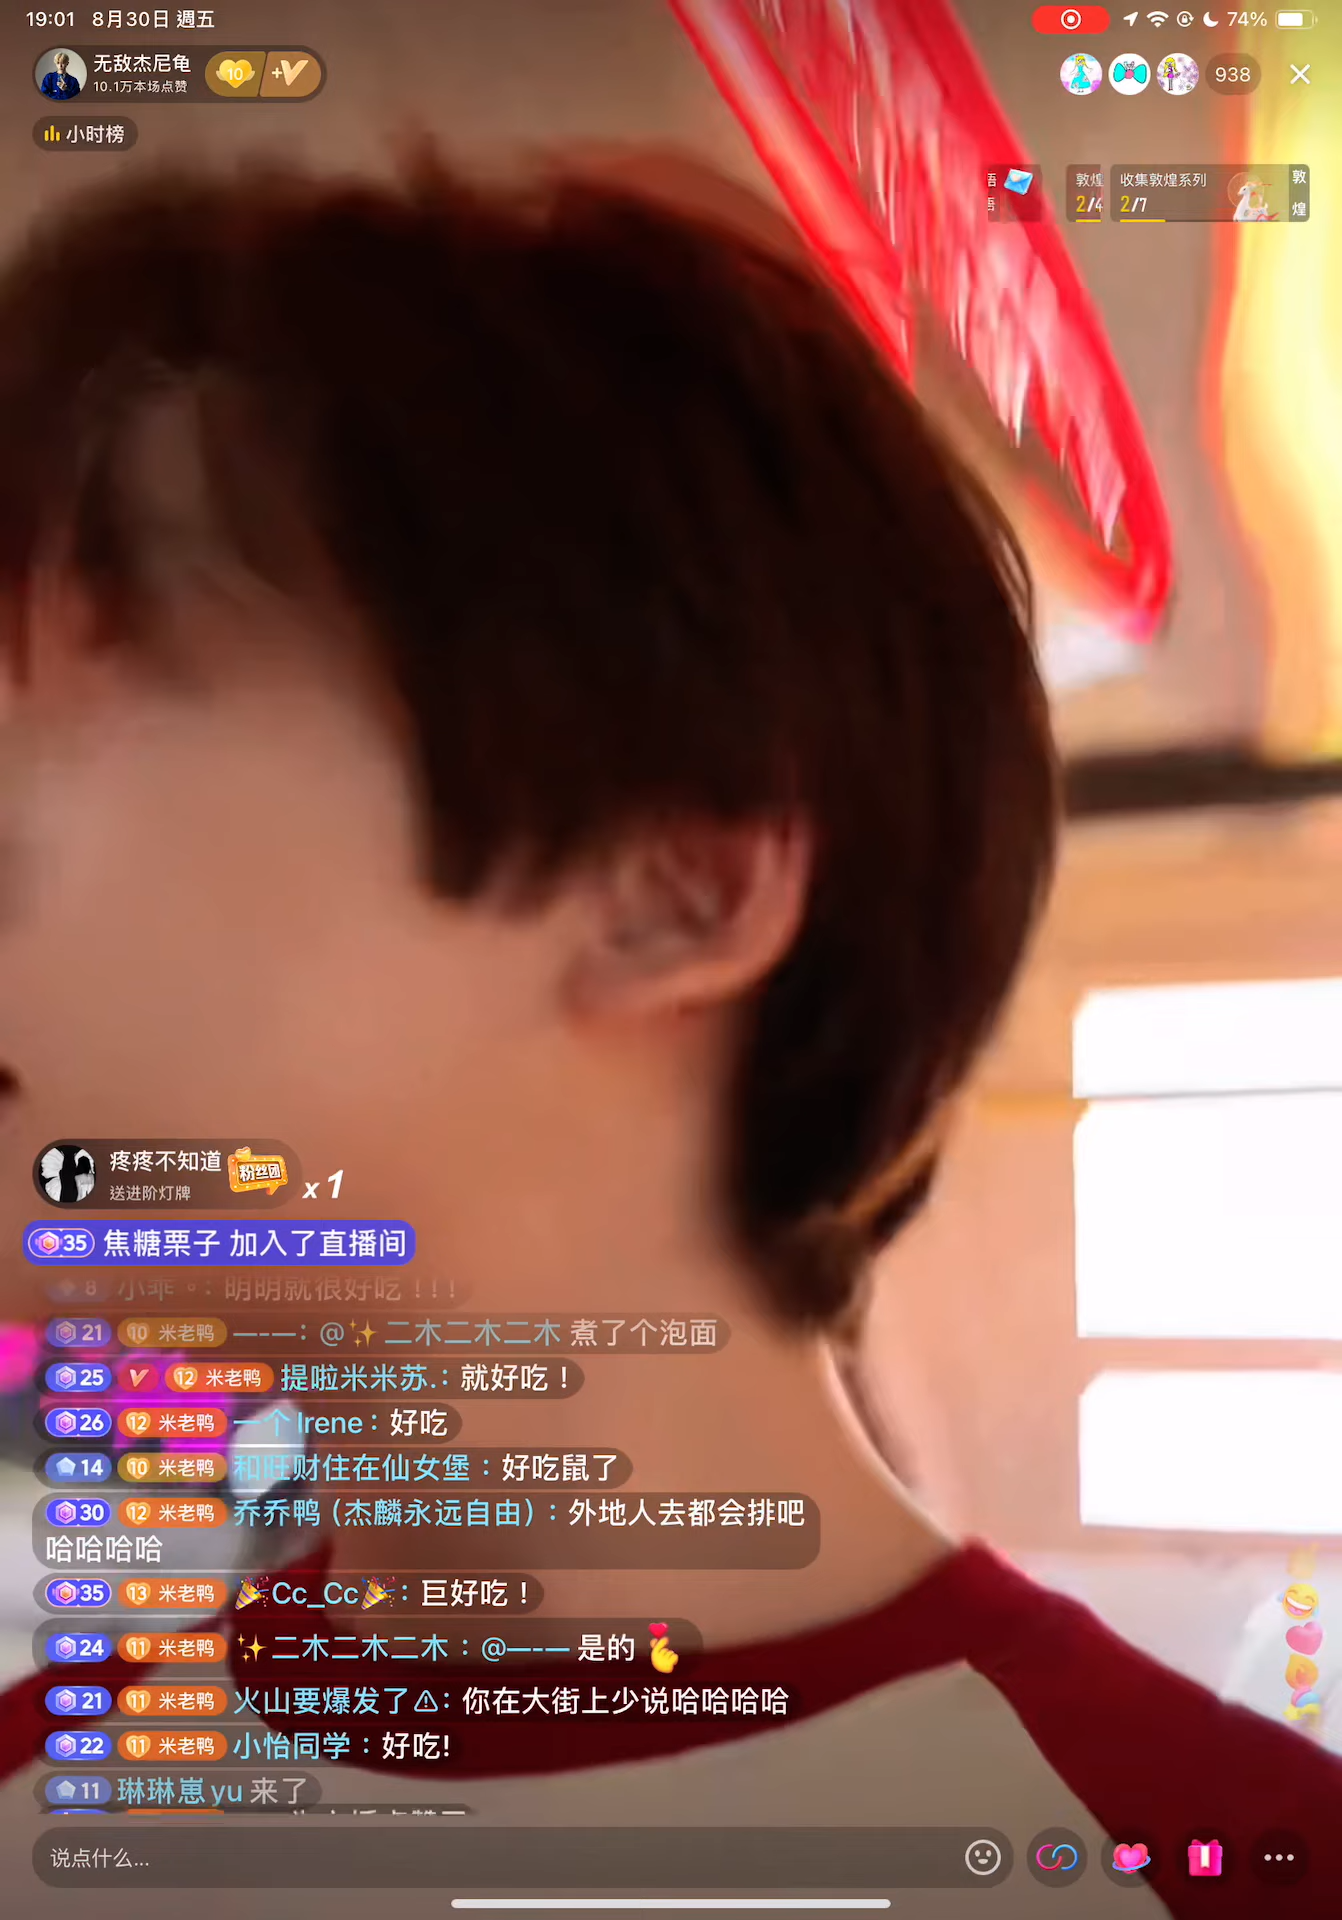 19:01 8月30日 週五
74%
无敌杰尼龟
10.1万本场点赞
10
+V
938
小时榜
敦煌
2/4
收集敦煌系列
2/7
敦煌
疼疼不知道
送进阶灯牌
粉丝团
x 1
35 焦糖栗子 加入了直播间
8 小乖。: 明明就很好吃！！！
21 10 米老鸭 —-—: @✨二木二木二木 煮了个泡面
25 V 12 米老鸭 提啦米米苏.: 就好吃！
26 12 米老鸭 一个Irene: 好吃
14 10 米老鸭 和旺财住在仙女堡: 好吃鼠了
30 12 米老鸭 乔乔鸭（杰麟永远自由）: 外地人去都会排吧
哈哈哈哈
35 13 米老鸭 🎉Cc_Cc🎉: 巨好吃！
24 11 米老鸭 ✨二木二木二木: @—-— 是的
21 11 米老鸭 火山要爆发了⚠: 你在大街上少说哈哈哈哈
22 11 米老鸭 小怡同学: 好吃!
11 琳琳崽yu 来了
说点什么...